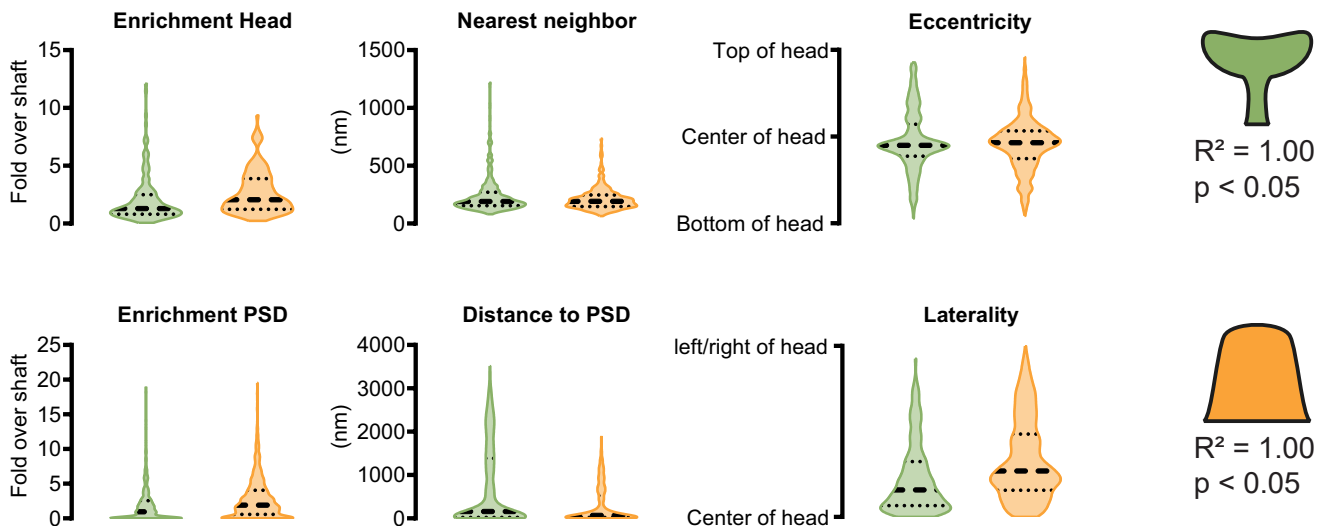 Enrichment Head
Fold over shaft
15
10
5
0
Nearest neighbor
(nm)
1500
1000
500
0
Eccentricity
Top of head
Center of head
Bottom of head
R² = 1.00
p < 0.05
Enrichment PSD
Fold over shaft
25
20
15
10
5
0
Distance to PSD
(nm)
4000
3000
2000
1000
0
Laterality
left/right of head
Center of head
R² = 1.00
p < 0.05